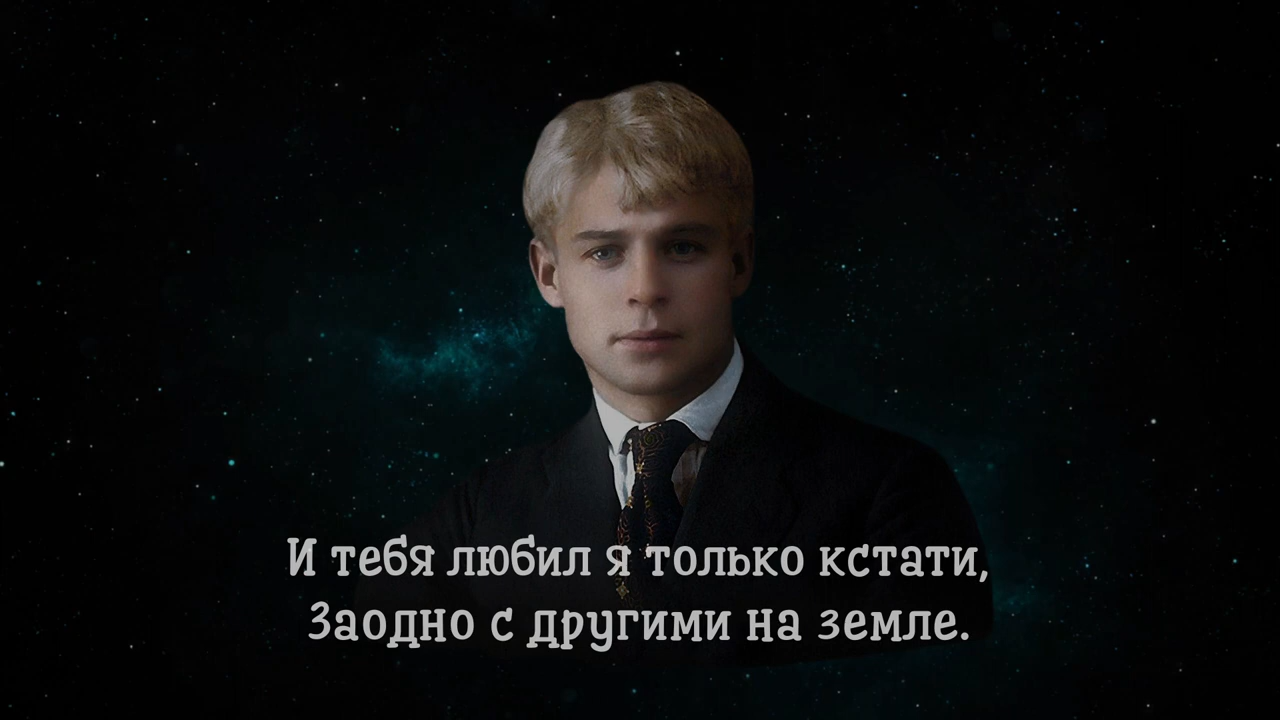 И тебя любил я только кстати,
Заодно с другими на земле.